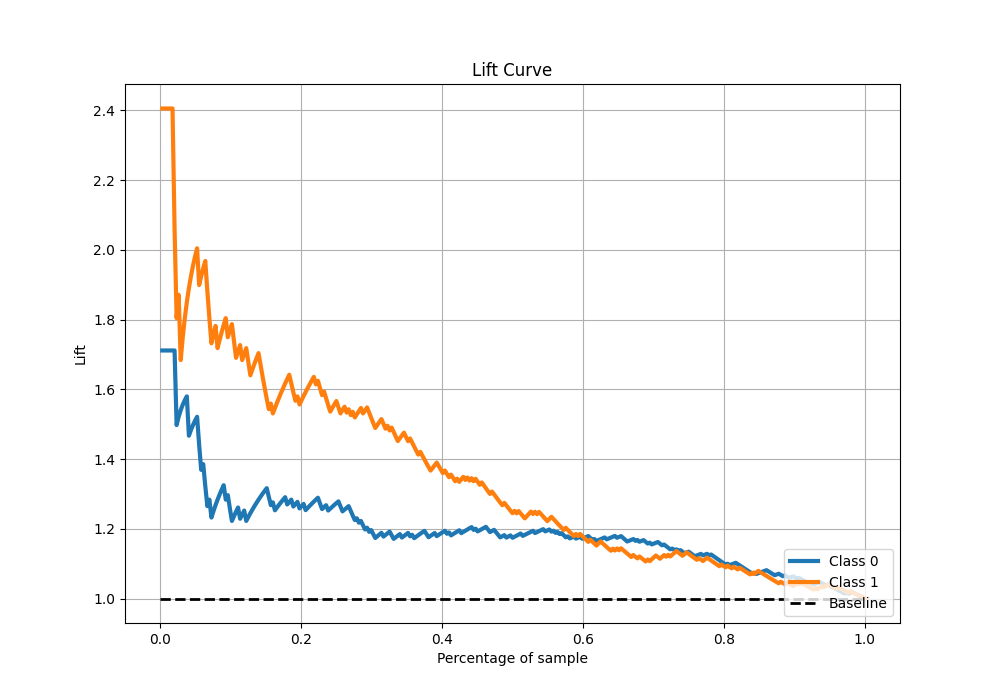 Lift Curve
2.4
2.2
2.0
1.8
1.6
1.4
1.2
1.0
Lift
0.0 0.2 0.4 0.6 0.8 1.0
Percentage of sample
Class 0
Class 1
Baseline